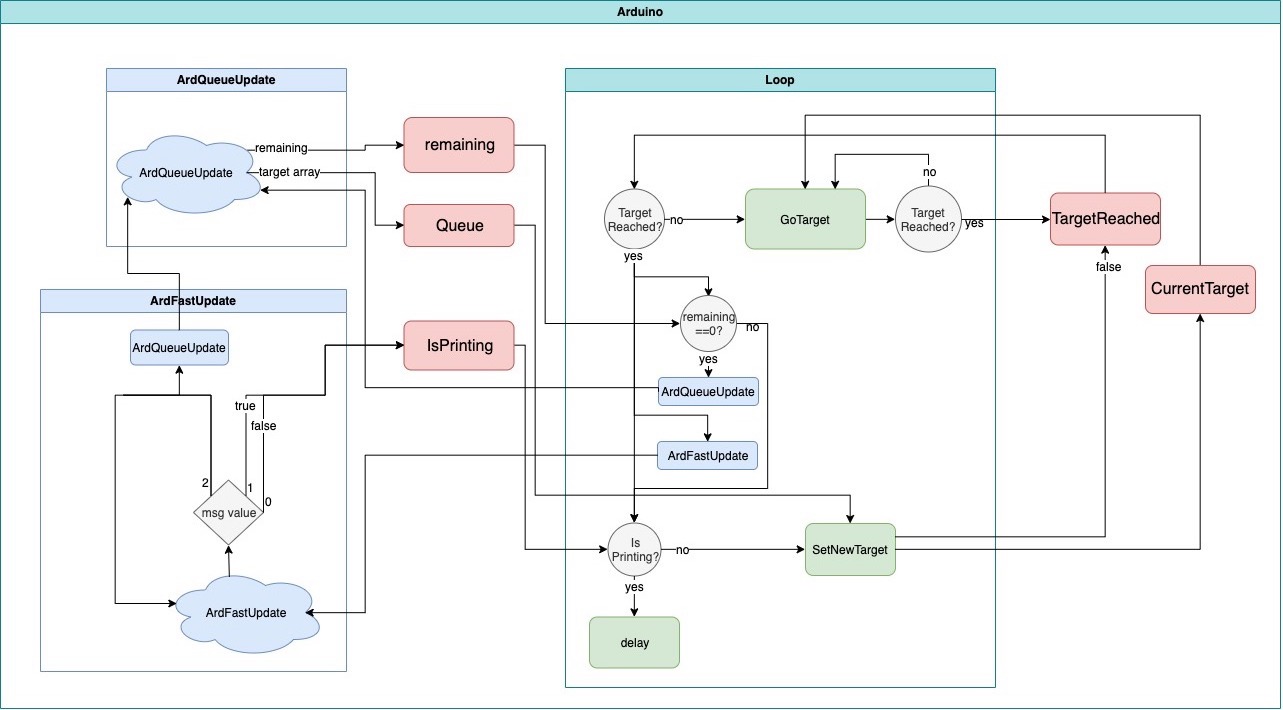 Arduino
ArdQueueUpdate
Loop
ArdQueueUpdate
remaining
target array
remaining
Queue
Target
Reached?
no
GoTarget
no
Target
Reached?
yes
TargetReached
false
CurrentTarget
yes
ArdFastUpdate
ArdQueueUpdate
IsPrinting
remaining
==0?
no
yes
ArdQueueUpdate
true
false
ArdFastUpdate
2
1
0
msg value
Is
Printing?
no
SetNewTarget
yes
ArdFastUpdate
delay